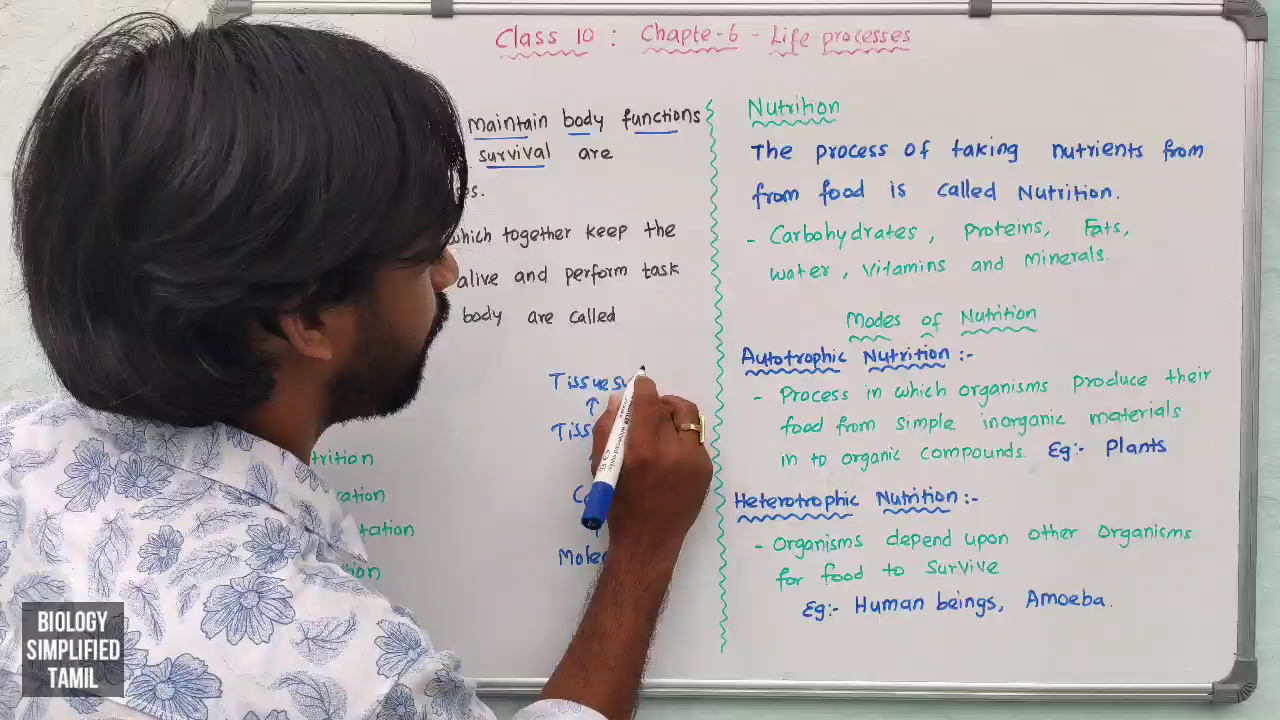 Class 10 : Chapte-6 - Life processes
Maintain body functions
survival are
which together keep the
alive and perform task
body are called
Nutrition
The process of taking nutrients from
from food is called Nutrition.
- Carbohydrates, Proteins, Fats,
water, Vitamins and Minerals.
Modes of Nutrition
Autotrophic Nutrition :-
- Process in which organisms produce their
food from simple inorganic materials
in to organic compounds. Eg:- Plants
Heterotrophic Nutrition :-
- Organisms depend upon other organisms
for food to survive
Eg:- Human beings, Amoeba.
BIOLOGY
SIMPLIFIED
TAMIL